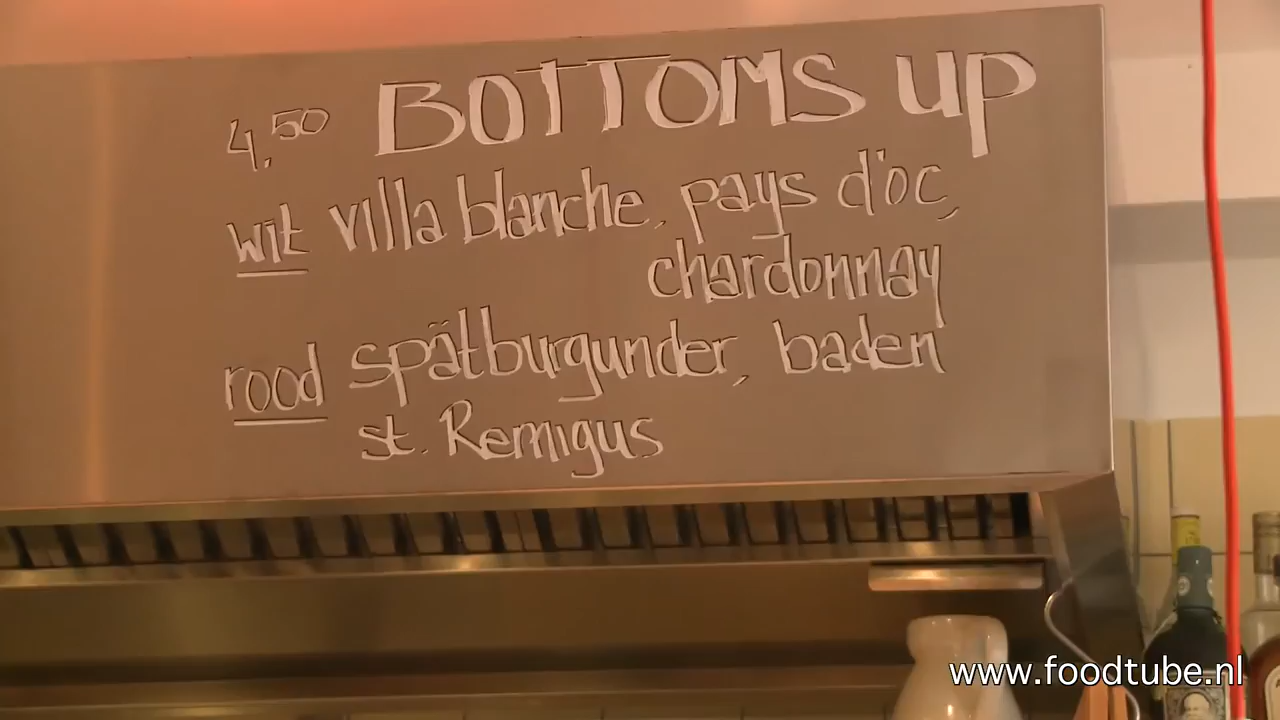 4,50 BOTTOMS UP
wit villa blanche, pays d'oc,
chardonnay
rood spätburgunder, baden
st. Remigus
www.foodtube.nl